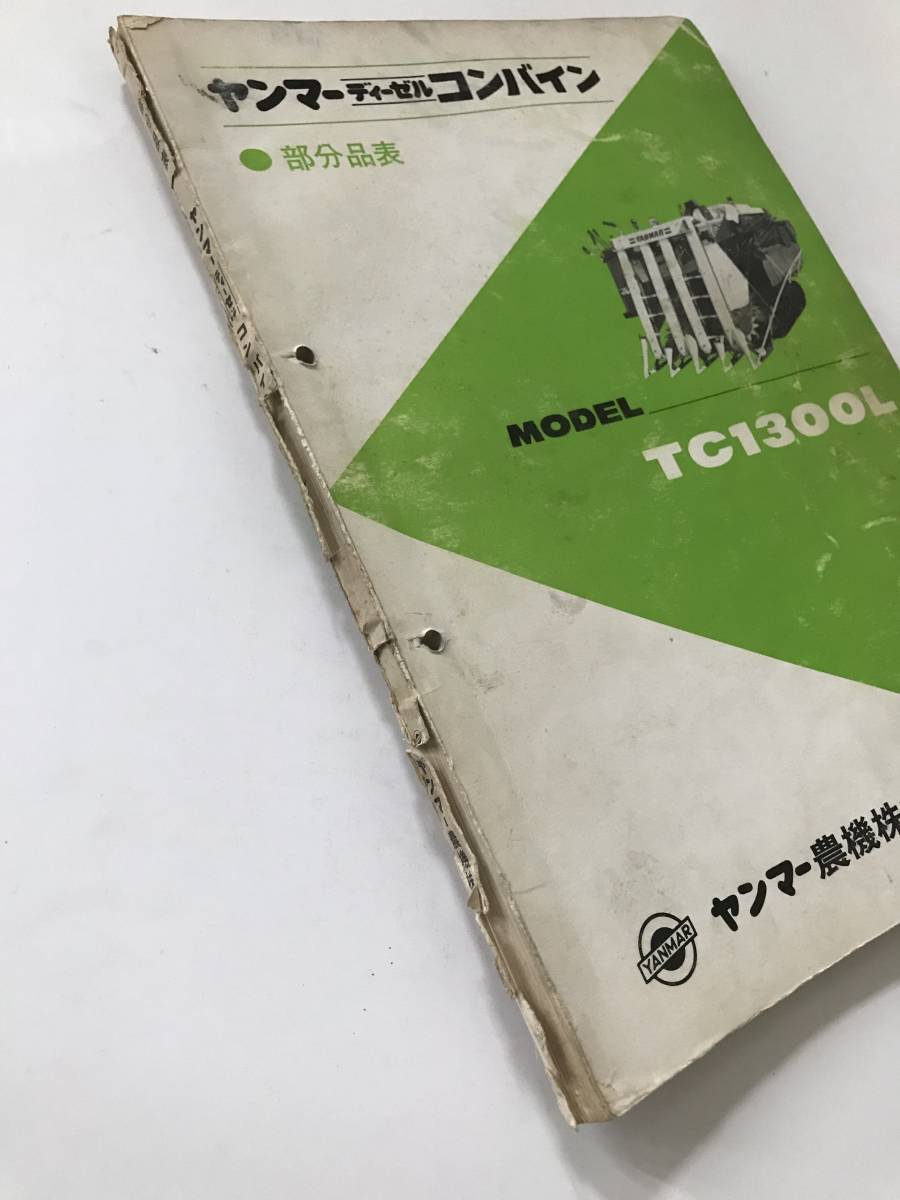 ヤンマーディーゼルコンバイン
● 部分品表
YANMAR
MODEL
TC1300L
ヤンマー農機株
YANMAR